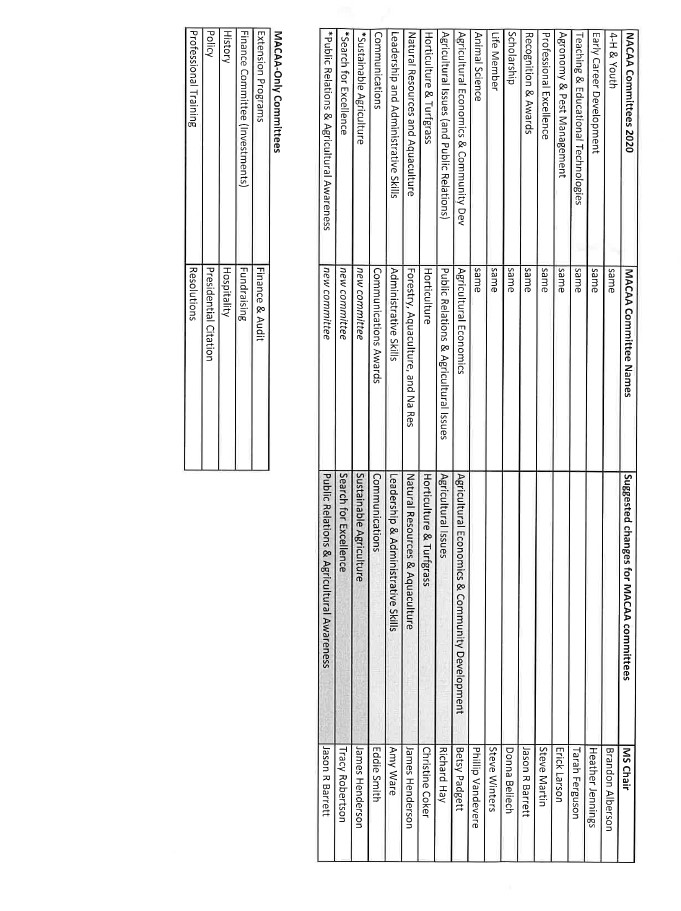 NACAA Committees 2020 MACAA Committee Names Suggested changes for MACAA committees MS Chair
4-H & Youth same Brandon Alberson
Early Career Development same Heather Jennings
Teaching & Educational Technologies same Tarah Ferguson
Agronomy & Pest Management same Erick Larson
Professional Excellence same Steve Martin
Recognition & Awards same Jason R Barrett
Scholarship same Donna Beliech
Life Member same Steve Winters
Animal Science same Phillip Vandevere
Agricultural Economics & Community Dev Agricultural Economics Agricultural Economics & Community Development Betsy Padgett
Agricultural Issues (and Public Relations) Public Relations & Agricultural Issues Agricultural Issues Richard Hay
Horticulture & Turfgrass Horticulture Horticulture & Turfgrass Christine Coker
Natural Resources and Aquaculture Forestry, Aquaculture, and Na Res Natural Resources & Aquaculture James Henderson
Leadership and Administrative Skills Administrative Skills Leadership & Administrative Skills Amy Ware
Communications Communications Awards Communications Eddie Smith
*Sustainable Agriculture new committee Sustainable Agriculture James Henderson
*Search for Excellence new committee Search for Excellence Tracy Robertson
*Public Relations & Agricultural Awareness new committee Public Relations & Agricultural Awareness Jason R Barrett
MACAA-Only Committees
Extension Programs Finance & Audit
Finance Committee (Investments) Fundraising
History Hospitality
Policy Presidential Citation
Professional Training Resolutions